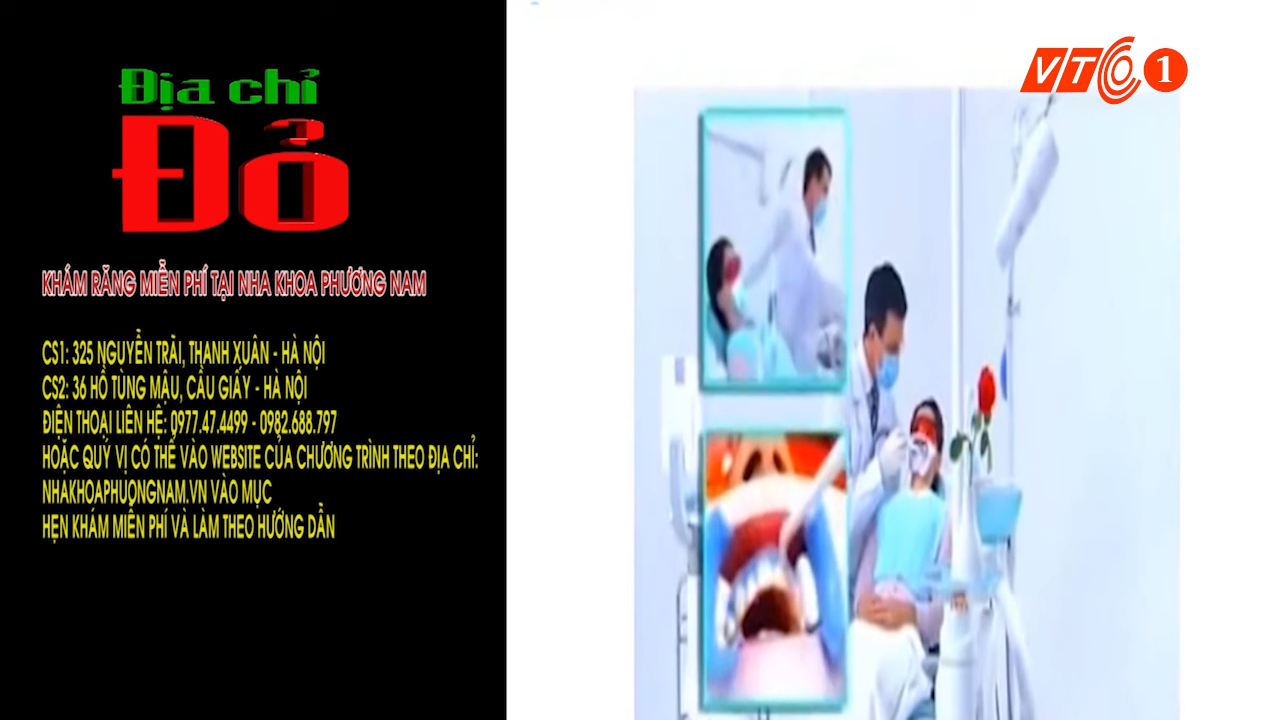 Địa chỉ
Đỏ
KHÁM RĂNG MIỄN PHÍ TẠI NHA KHOA PHƯƠNG NAM
CS1: 325 NGUYỄN TRÃI, THANH XUÂN - HÀ NỘI
CS2: 36 HỒ TÙNG MẬU, CẦU GIẤY - HÀ NỘI
ĐIỆN THOẠI LIÊN HỆ: 0977.47.4499 - 0982.688.797
HOẶC QUÝ VỊ CÓ THỂ VÀO WEBSITE CỦA CHƯƠNG TRÌNH THEO ĐỊA CHỈ:
NHAKHOAPHUONGNAM.VN VÀO MỤC
HẸN KHÁM MIỄN PHÍ VÀ LÀM THEO HƯỚNG DẪN
VTC 1